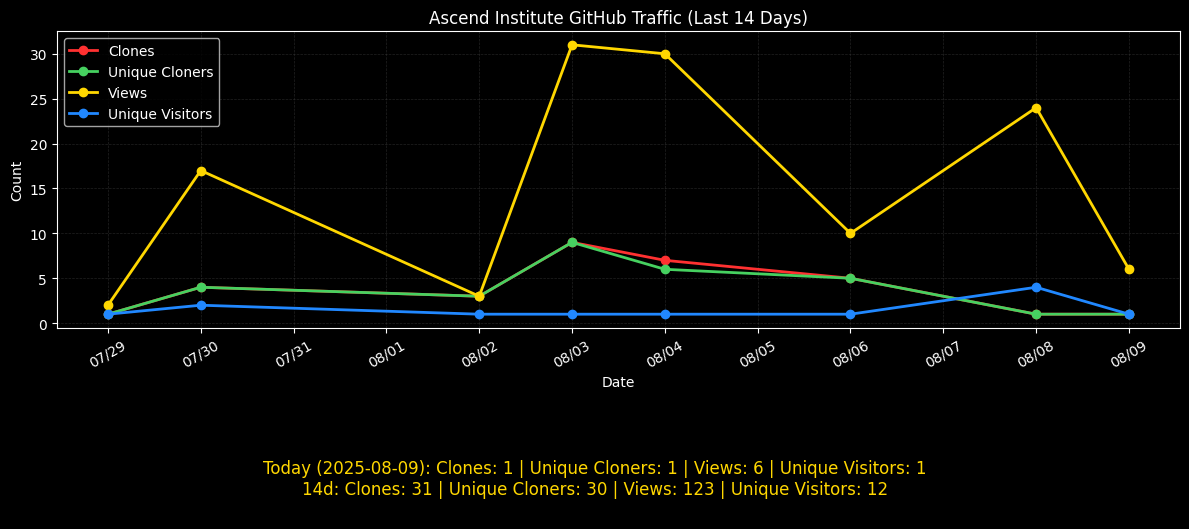 Ascend Institute GitHub Traffic (Last 14 Days)
Clones
Unique Cloners
Views
Unique Visitors
Count
30
25
20
15
10
5
0
07/29
07/30
07/31
08/01
08/02
08/03
08/04
08/05
08/06
08/07
08/08
08/09
Date
Today (2025-08-09): Clones: 1 | Unique Cloners: 1 | Views: 6 | Unique Visitors: 1
14d: Clones: 31 | Unique Cloners: 30 | Views: 123 | Unique Visitors: 12